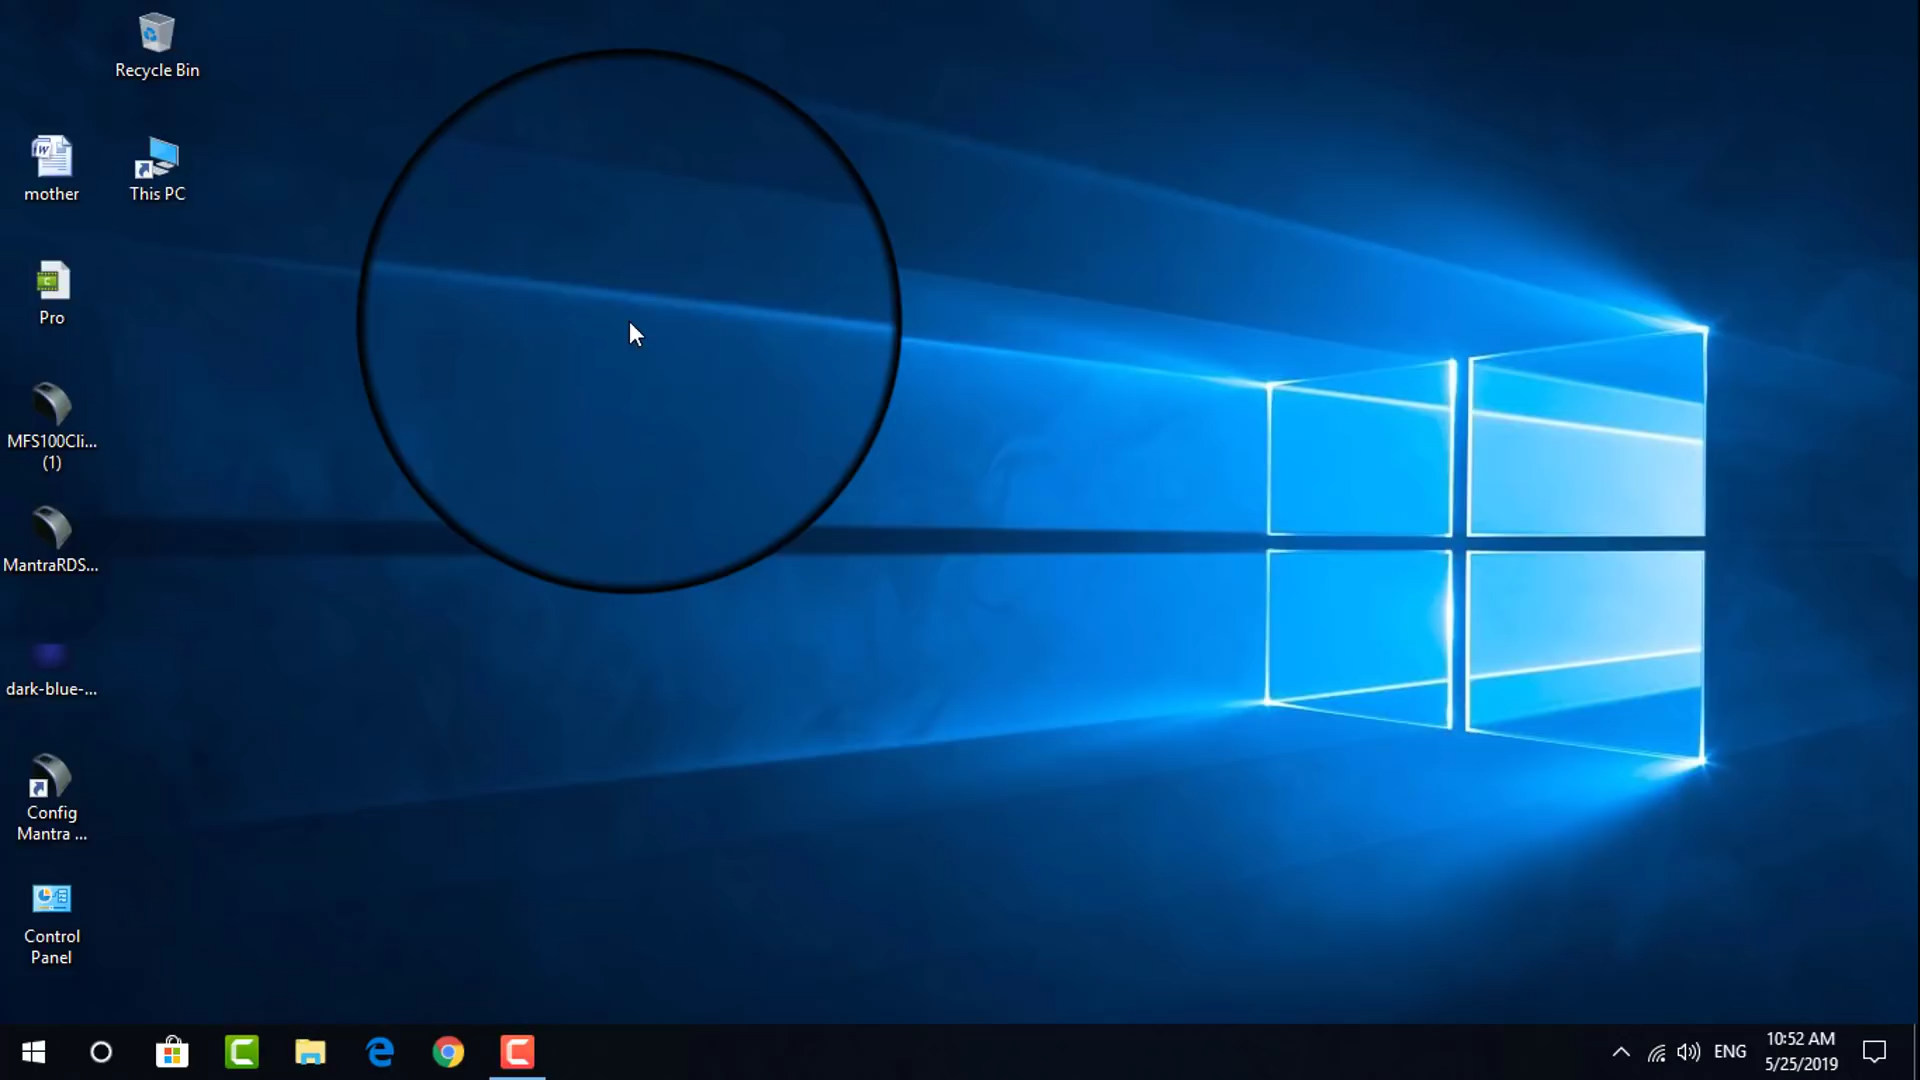 Recycle Bin
mother
This PC
Pro
MFS100Cli...
(1)
MantraRDS...
dark-blue-...
Config
Mantra ...
Control
Panel
ENG
10:52 AM
5/25/2019